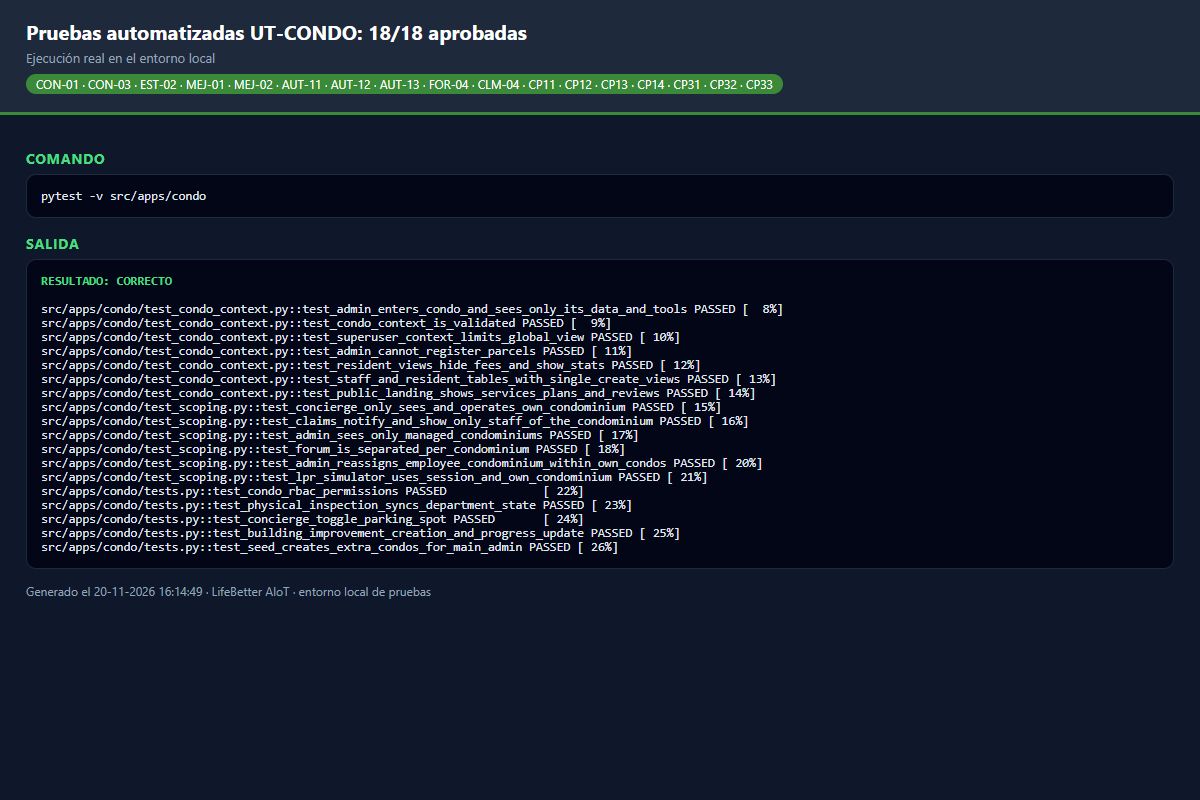 Pruebas automatizadas UT-CONDO: 18/18 aprobadas
Ejecución real en el entorno local
CON-01 · CON-03 · EST-02 · MEJ-01 · MEJ-02 · AUT-11 · AUT-12 · AUT-13 · FOR-04 · CLM-04 · CP11 · CP12 · CP13 · CP14 · CP31 · CP32 · CP33
COMANDO
pytest -v src/apps/condo
SALIDA
RESULTADO: CORRECTO
src/apps/condo/test_condo_context.py::test_admin_enters_condo_and_sees_only_its_data_and_tools PASSED [  8%]
src/apps/condo/test_condo_context.py::test_condo_context_is_validated PASSED [  9%]
src/apps/condo/test_condo_context.py::test_superuser_context_limits_global_view PASSED [ 10%]
src/apps/condo/test_condo_context.py::test_admin_cannot_register_parcels PASSED [ 11%]
src/apps/condo/test_condo_context.py::test_resident_views_hide_fees_and_show_stats PASSED [ 12%]
src/apps/condo/test_condo_context.py::test_staff_and_resident_tables_with_single_create_views PASSED [ 13%]
src/apps/condo/test_condo_context.py::test_public_landing_shows_services_plans_and_reviews PASSED [ 14%]
src/apps/condo/test_scoping.py::test_concierge_only_sees_and_operates_own_condominium PASSED [ 15%]
src/apps/condo/test_scoping.py::test_claims_notify_and_show_only_staff_of_the_condominium PASSED [ 16%]
src/apps/condo/test_scoping.py::test_admin_sees_only_managed_condominiums PASSED [ 17%]
src/apps/condo/test_scoping.py::test_forum_is_separated_per_condominium PASSED [ 18%]
src/apps/condo/test_scoping.py::test_admin_reassigns_employee_condominium_within_own_condos PASSED [ 20%]
src/apps/condo/test_scoping.py::test_lpr_simulator_uses_session_and_own_condominium PASSED [ 21%]
src/apps/condo/tests.py::test_condo_rbac_permissions PASSED              [ 22%]
src/apps/condo/tests.py::test_physical_inspection_syncs_department_state PASSED [ 23%]
src/apps/condo/tests.py::test_concierge_toggle_parking_spot PASSED       [ 24%]
src/apps/condo/tests.py::test_building_improvement_creation_and_progress_update PASSED [ 25%]
src/apps/condo/tests.py::test_seed_creates_extra_condos_for_main_admin PASSED [ 26%]
Generado el 20-11-2026 16:14:49 · LifeBetter AIoT · entorno local de pruebas